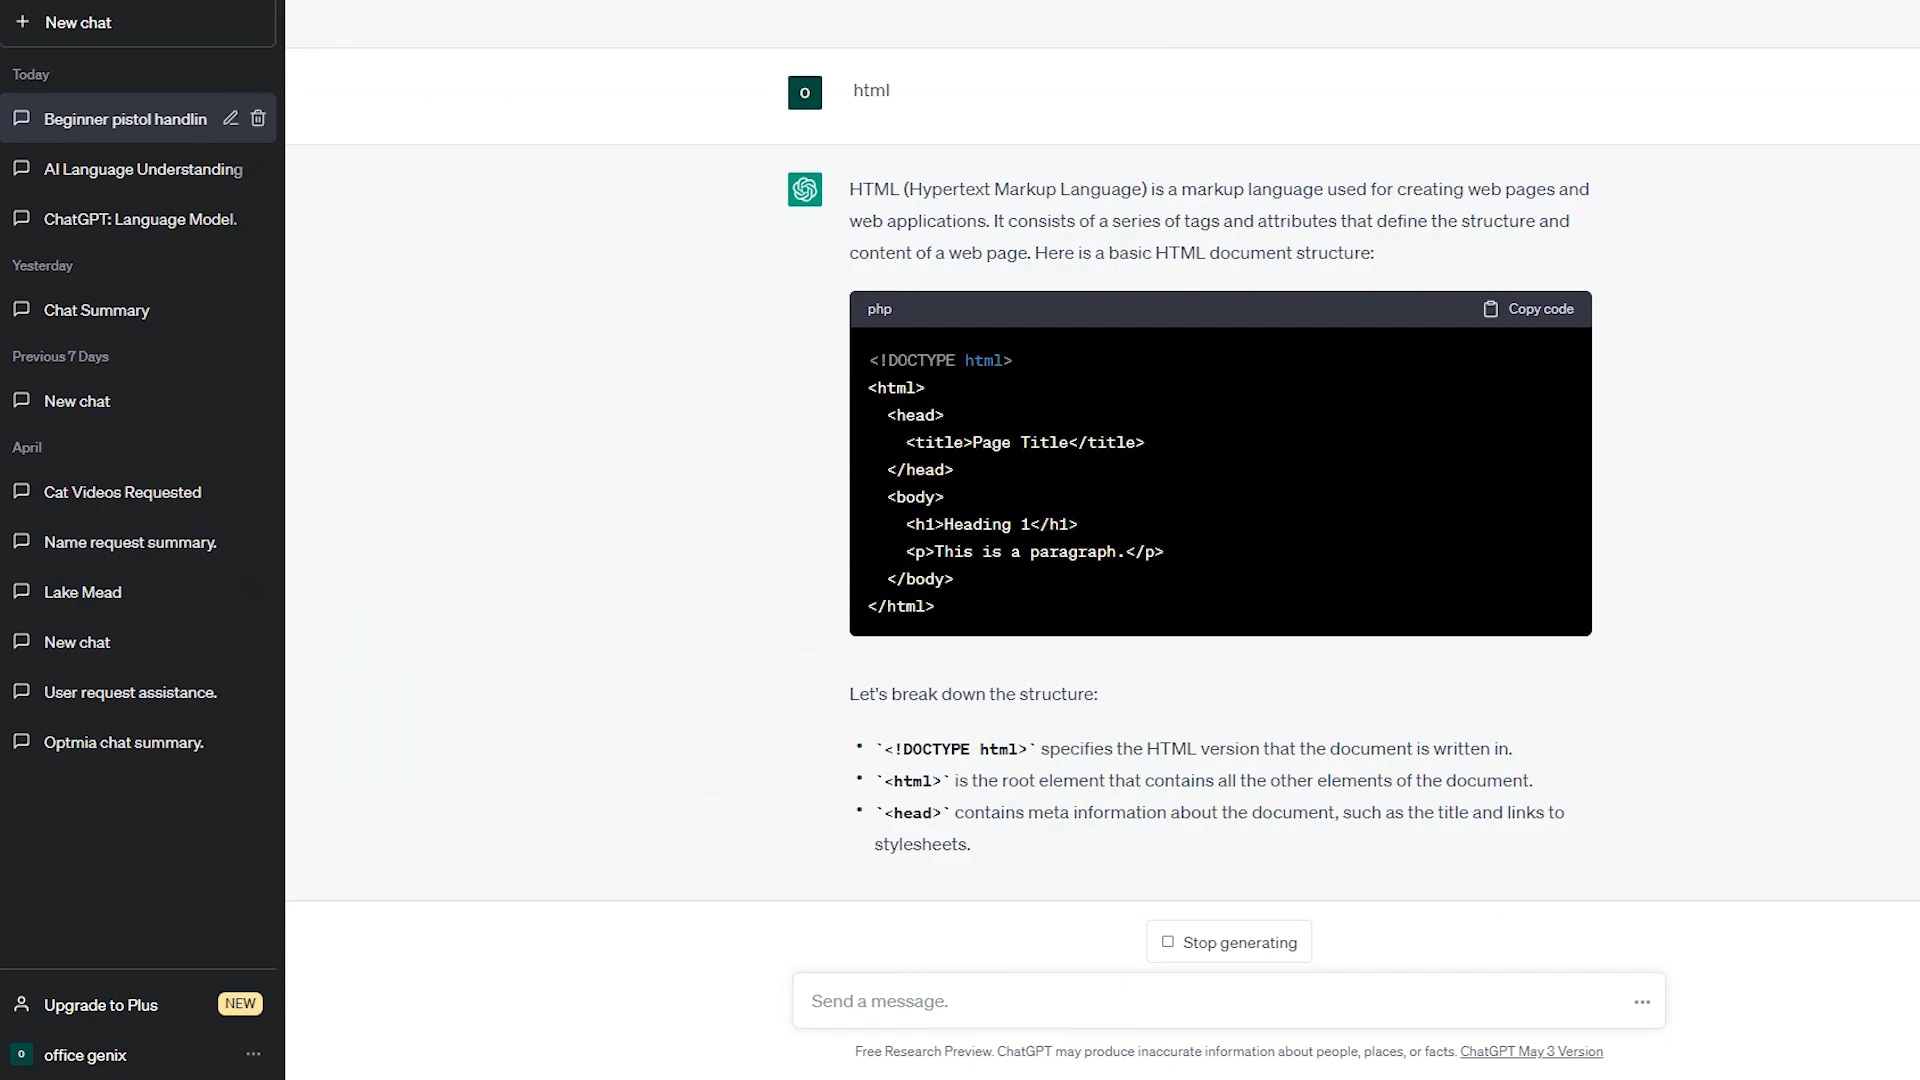 New chat
Today
Beginner pistol handlin
AI Language Understanding
ChatGPT: Language Model.
Yesterday
Chat Summary
Previous 7 Days
New chat
April
Cat Videos Requested
Name request summary.
Lake Mead
New chat
User request assistance.
Optmia chat summary.
Upgrade to Plus NEW
o office genix
o html
HTML (Hypertext Markup Language) is a markup language used for creating web pages and
web applications. It consists of a series of tags and attributes that define the structure and
content of a web page. Here is a basic HTML document structure:
php Copy code
<!DOCTYPE html>
<html>
  <head>
    <title>Page Title</title>
  </head>
  <body>
    <h1>Heading 1</h1>
    <p>This is a paragraph.</p>
  </body>
</html>
Let's break down the structure:
• `<!DOCTYPE html>` specifies the HTML version that the document is written in.
• `<html>` is the root element that contains all the other elements of the document.
• `<head>` contains meta information about the document, such as the title and links to
stylesheets.
Stop generating
Send a message.
Free Research Preview. ChatGPT may produce inaccurate information about people, places, or facts. ChatGPT May 3 Version